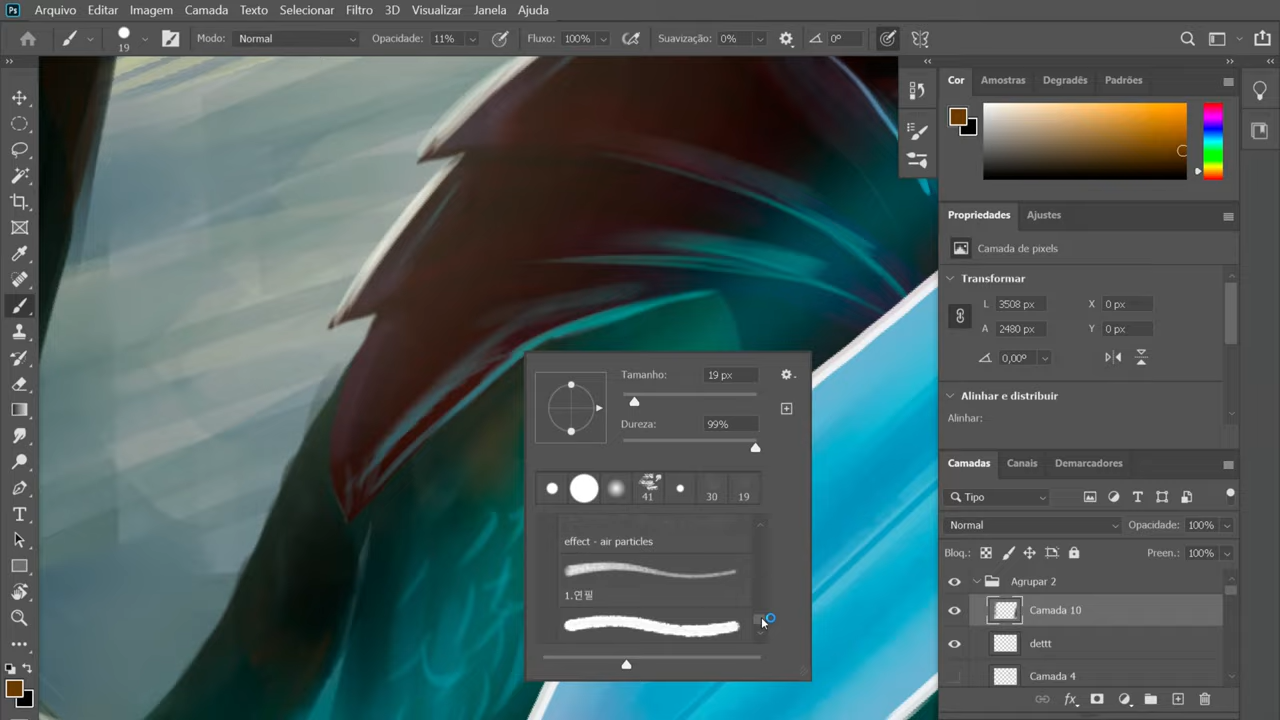 Ps Arquivo Editar Imagem Camada Texto Selecionar Filtro 3D Visualizar Janela Ajuda
19 Modo: Normal Opacidade: 11% Fluxo: 100% Suavização: 0% 0°
Cor Amostras Degradês Padrões
Propriedades Ajustes
Camada de pixels
Transformar
L 3508 px X 0 px
A 2480 px Y 0 px
0,00°
Alinhar e distribuir
Alinhar:
Camadas Canais Demarcadores
Tipo
Normal Opacidade: 100%
Bloq.: Preen.: 100%
Agrupar 2
Camada 10
dettt
Camada 4
fx
Tamanho: 19 px
Dureza: 99%
41 30 19
effect - air particles
1.연필